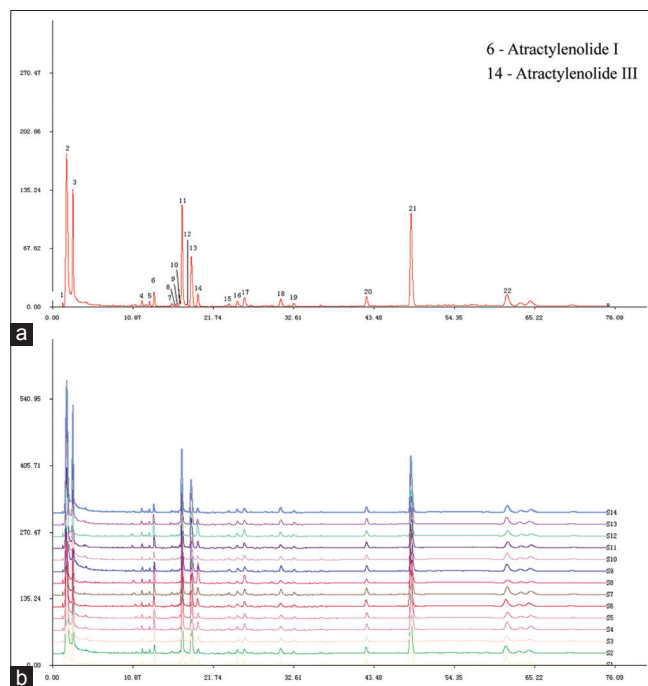 6 - Atractylenolide I
14 - Atractylenolide III
270.47
202.86
135.24
67.62
0.00
1
2
3
4
5
6
7
8
9
10
11
12
13
14
15
16
17
18
19
20
21
22
R
0.00 10.87 21.74 32.61 43.48 54.35 65.22 76.09
a
540.95
405.71
270.47
135.24
0.00
S14
S13
S12
S11
S10
S9
S8
S7
S6
S5
S4
S3
S2
S1
0.00 10.87 21.74 32.61 43.48 54.35 65.22 76.09
b